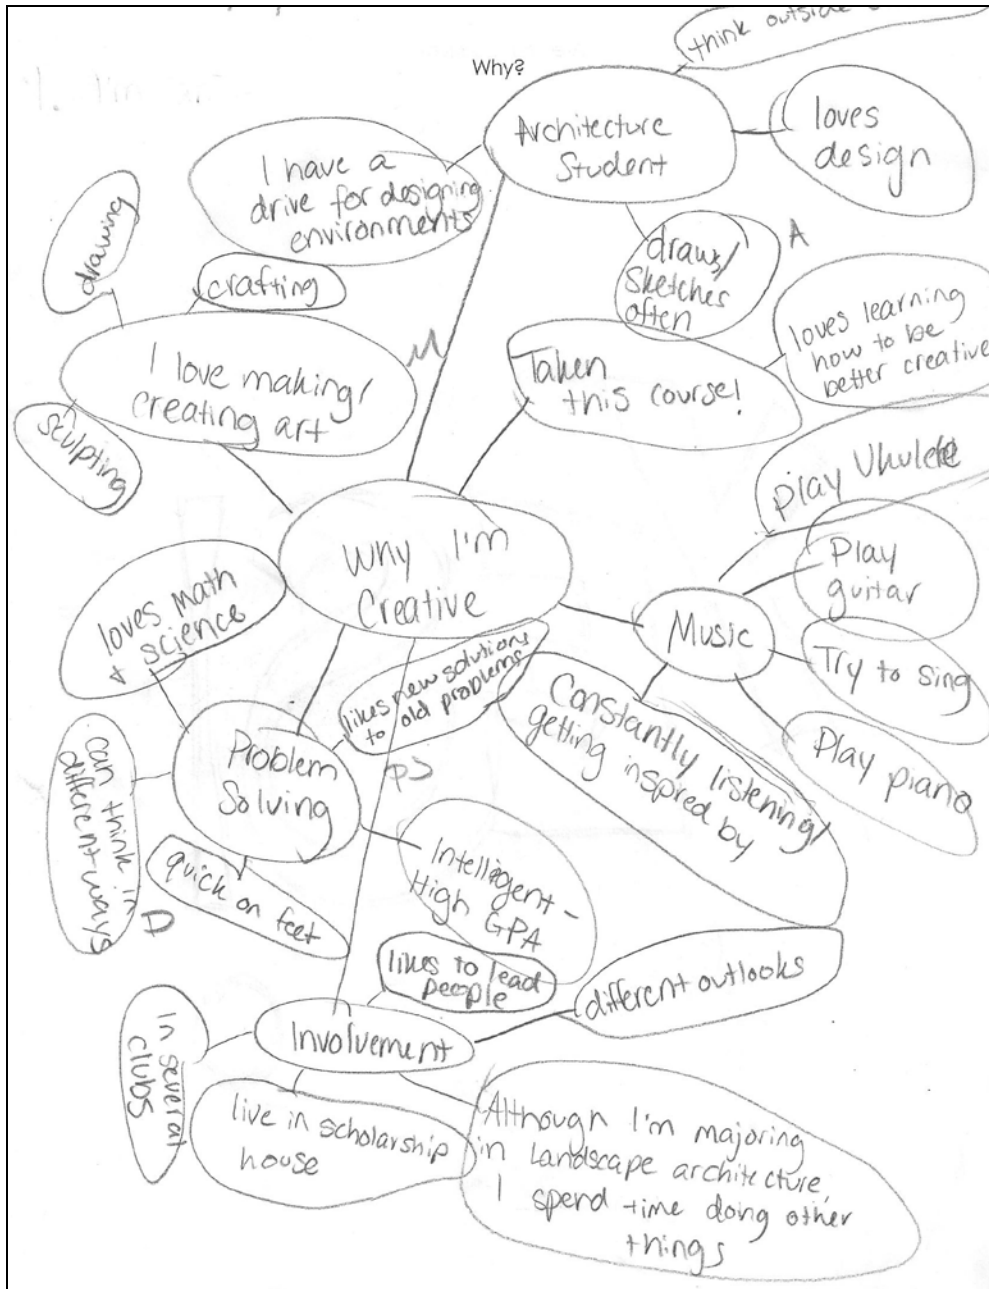 think outside
Why?
Architecture
Student
loves
design
I have a
drive for designing
environments
drawing
crafting
draws/
sketches
often
A
loves learning
how to be
better creative
I love making/
creating art
M
Taken
this course!
sculpting
play Ukulele
Play
guitar
Why I'm
Creative
Music
Try to sing
Play piano
loves math
+ science
likes new solutions
to old problems
Constantly listening/
getting inspired by
PS
Problem
Solving
can think in
different ways
D
quick on feet
Intelligent -
High GPA
likes to lead
people
different outlooks
Involvement
In several
clubs
live in scholarship
house
Although I'm majoring
in Landscape architecture,
I spend time doing other
things